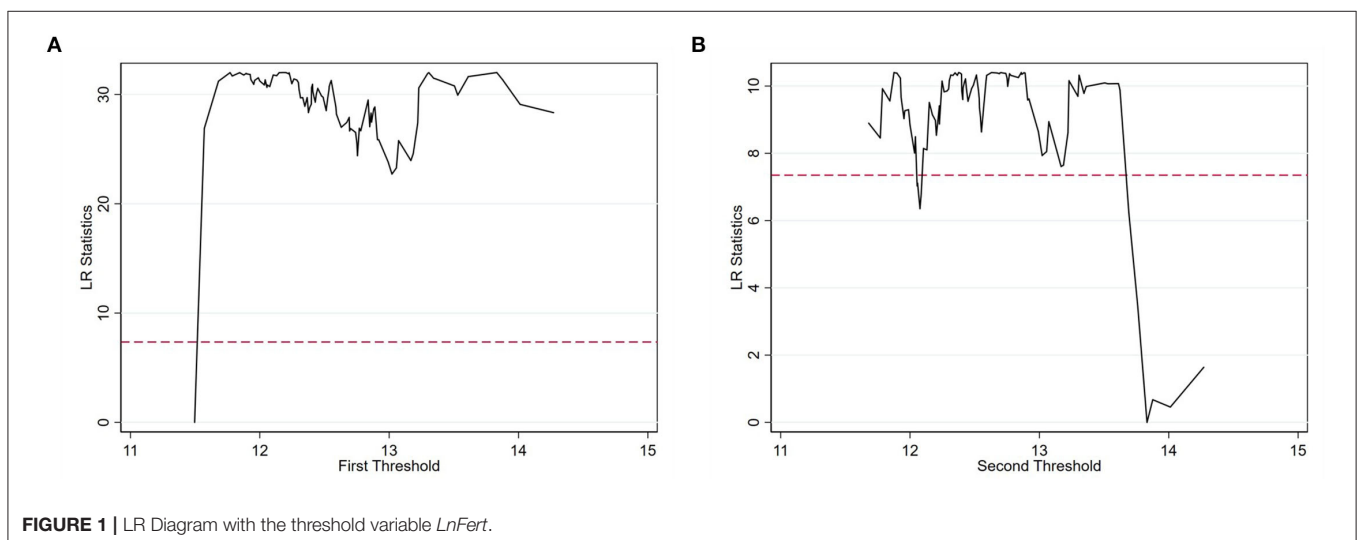 A
LR Statistics
0
10
20
30
11
12
13
14
15
First Threshold
B
LR Statistics
0
2
4
6
8
10
11
12
13
14
15
Second Threshold
FIGURE 1 | LR Diagram with the threshold variable LnFert.